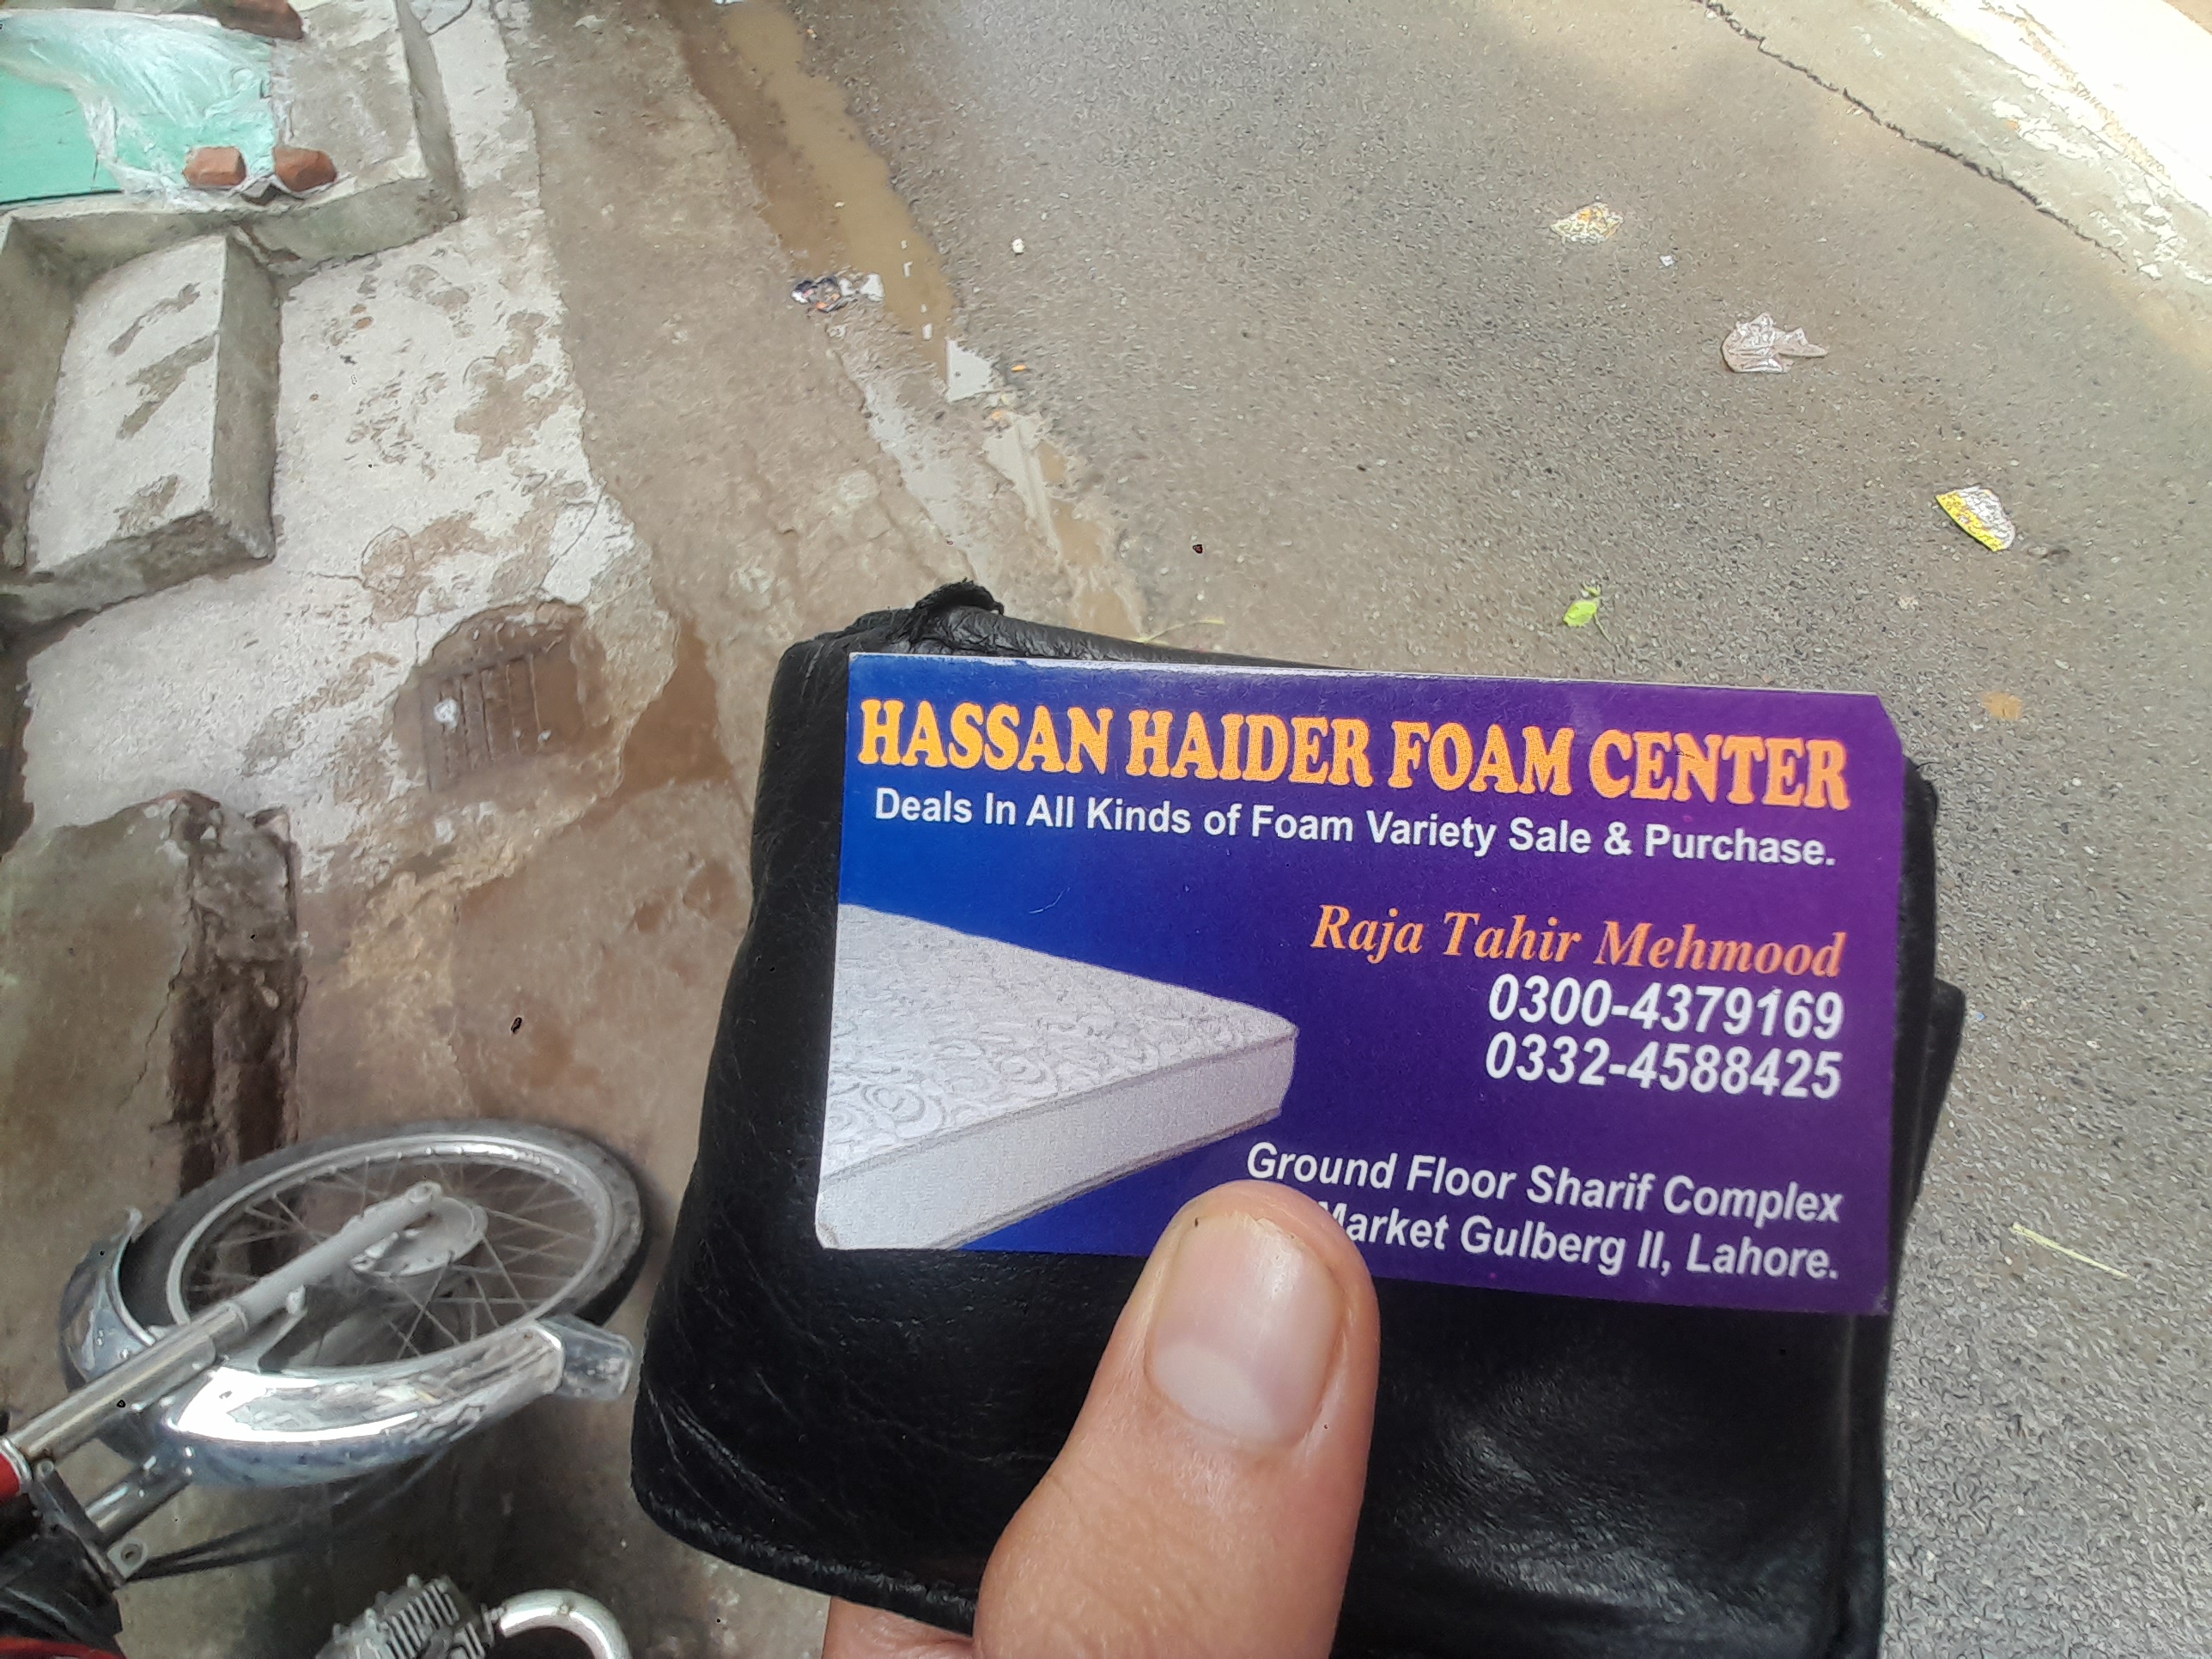 HASSAN HAIDER FOAM CENTER
Deals In All Kinds of Foam Variety Sale & Purchase.
Raja Tahir Mehmood
0300-4379169
0332-4588425
Ground Floor Sharif Complex
Market Gulberg II, Lahore.